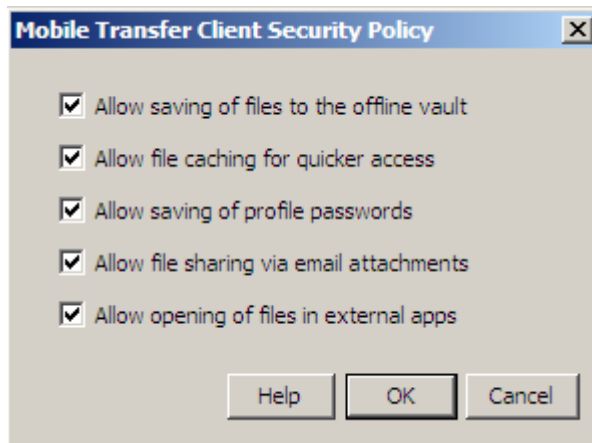 Mobile Transfer Client Security Policy
Allow saving of files to the offline vault
Allow file caching for quicker access
Allow saving of profile passwords
Allow file sharing via email attachments
Allow opening of files in external apps
Help OK Cancel